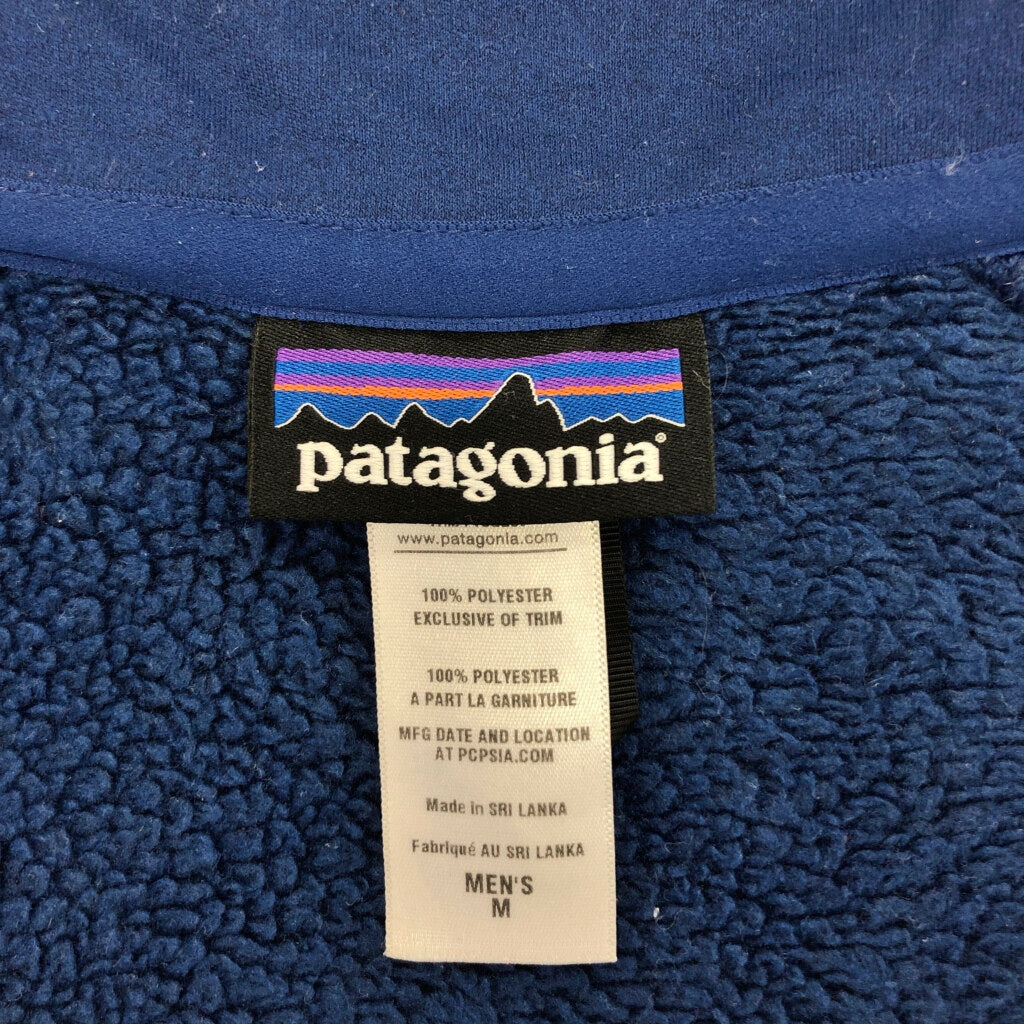 patagonia®
www.patagonia.com
100% POLYESTER
EXCLUSIVE OF TRIM
100% POLYESTER
A PART LA GARNITURE
MFG DATE AND LOCATION
AT PCPSIA.COM
Made in SRI LANKA
Fabriqué AU SRI LANKA
MEN'S
M